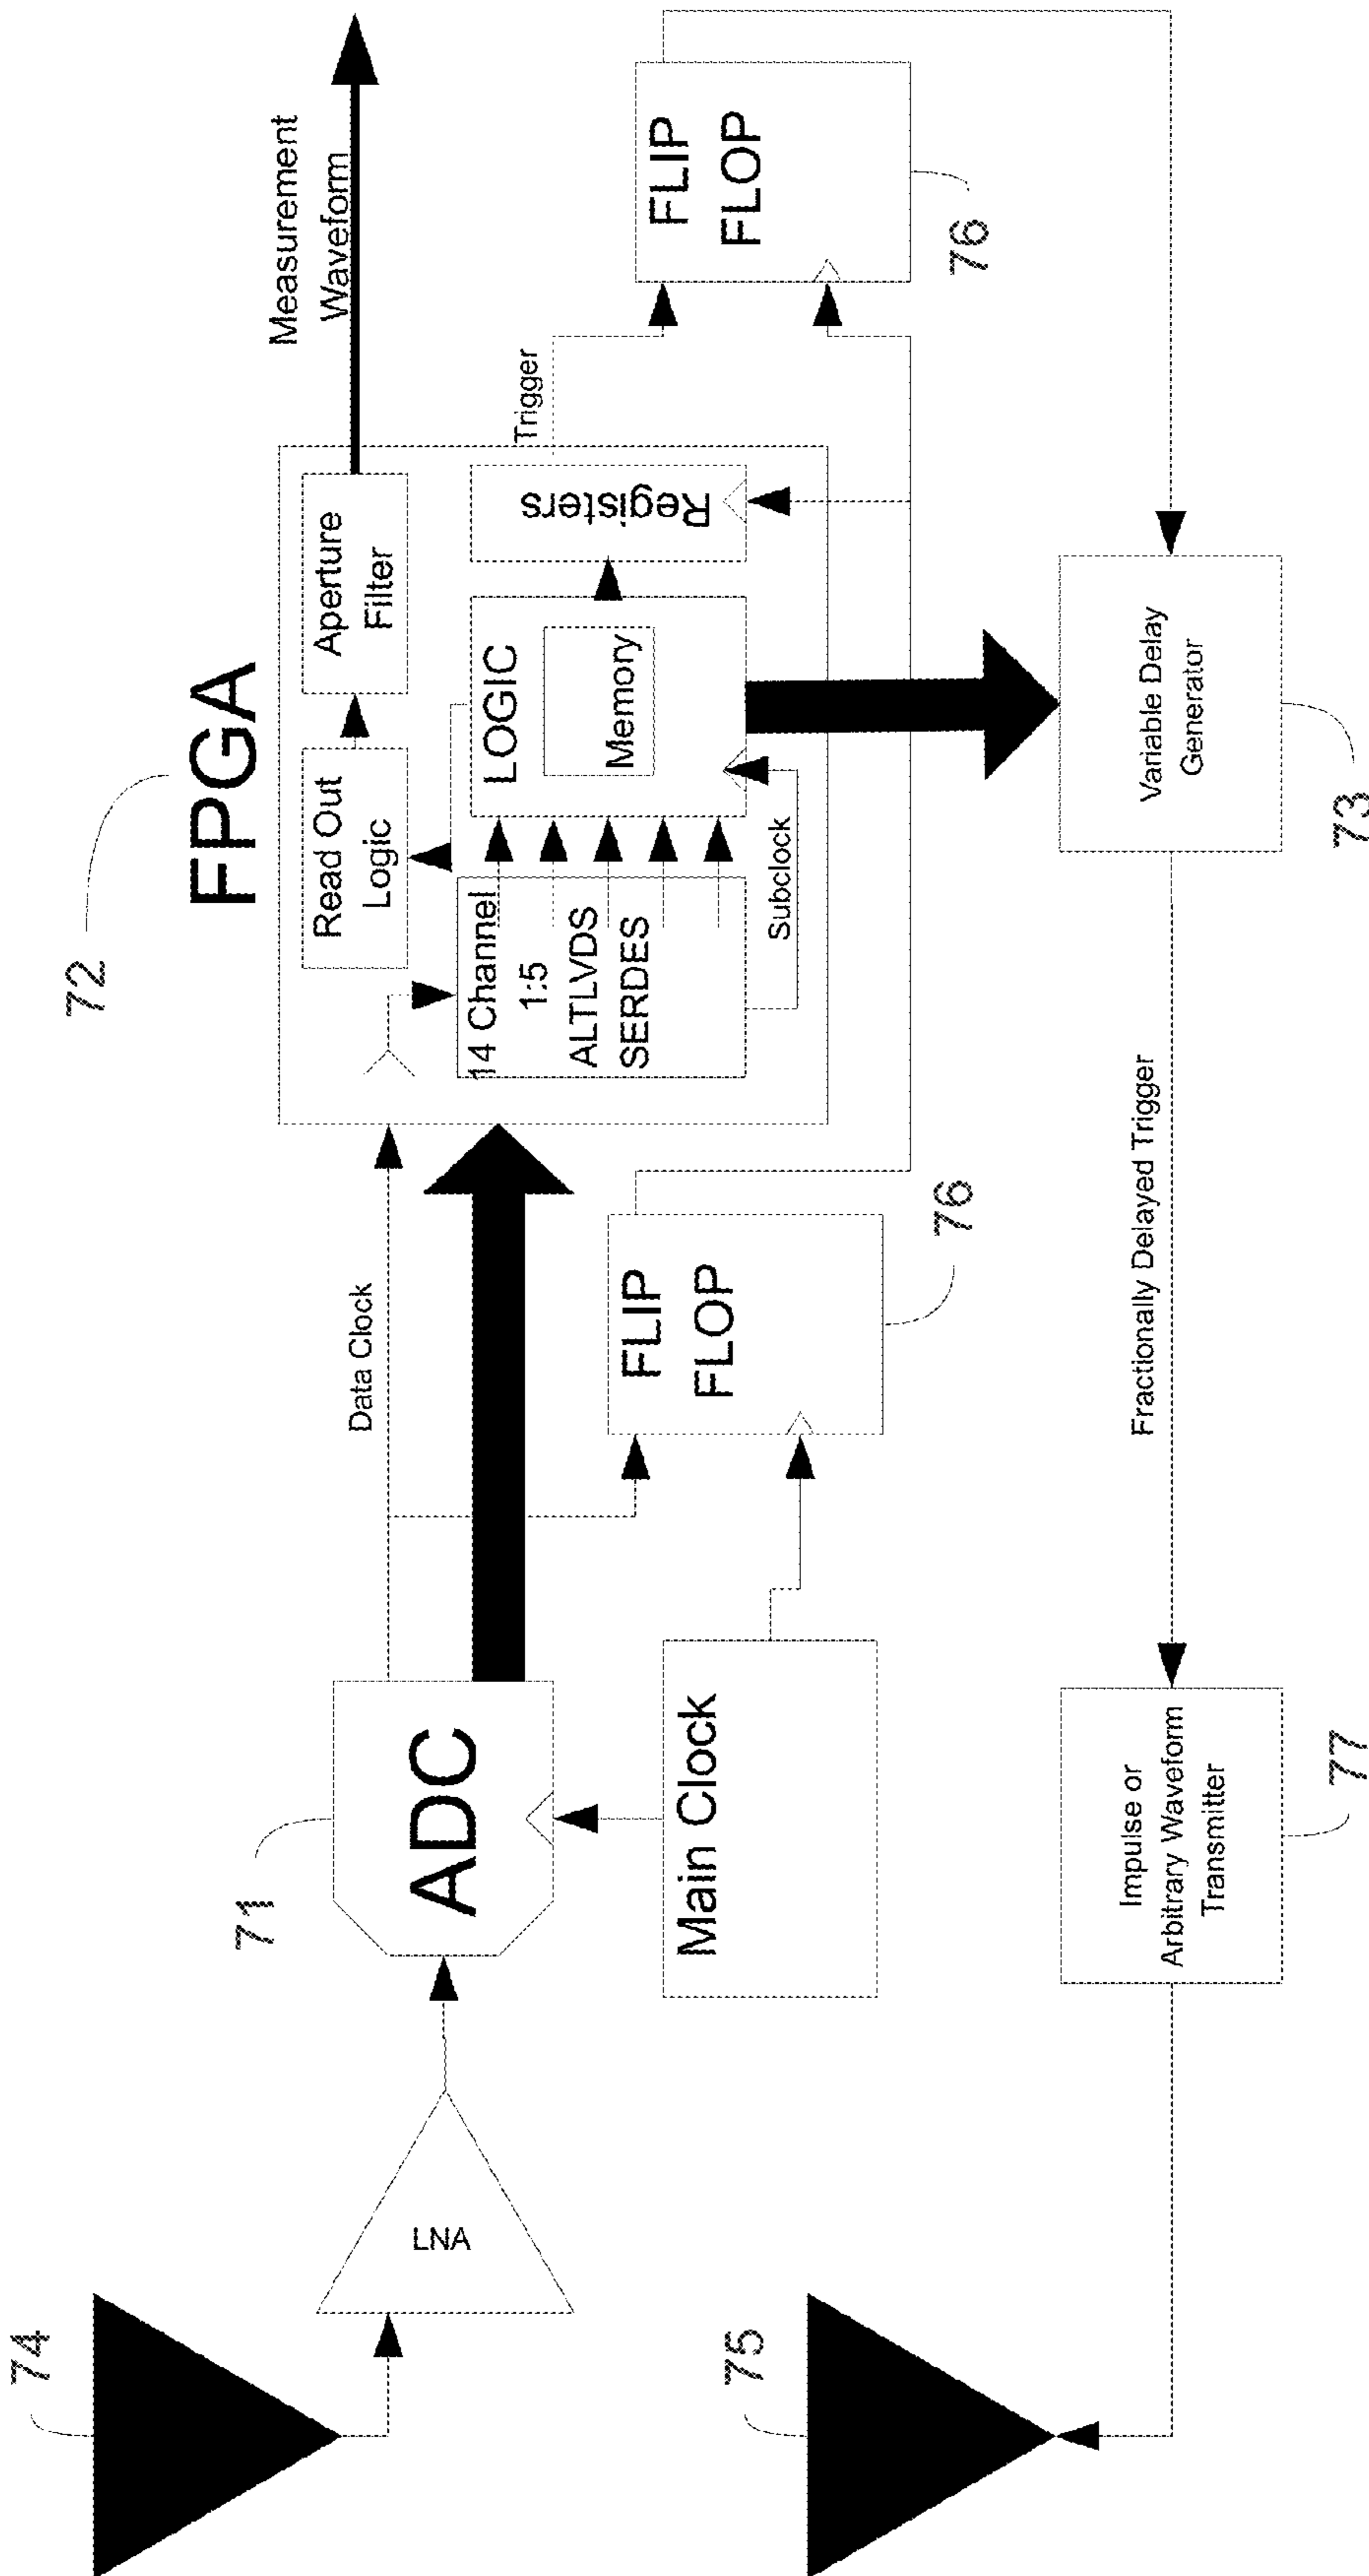 74
LNA
71
ADC
Main Clock
Data Clock
FLIP
FLOP
76
72
FPGA
Read Out
Logic
Aperture
Filter
Measurement
Waveform
14 Channel
1:5
ALTLVDS
SERDES
Subclock
LOGIC
Memory
Registers
Trigger
FLIP
FLOP
76
75
Impulse or
Arbitrary Waveform
Transmitter
77
Fractionally Delayed Trigger
Variable Delay
Generator
73